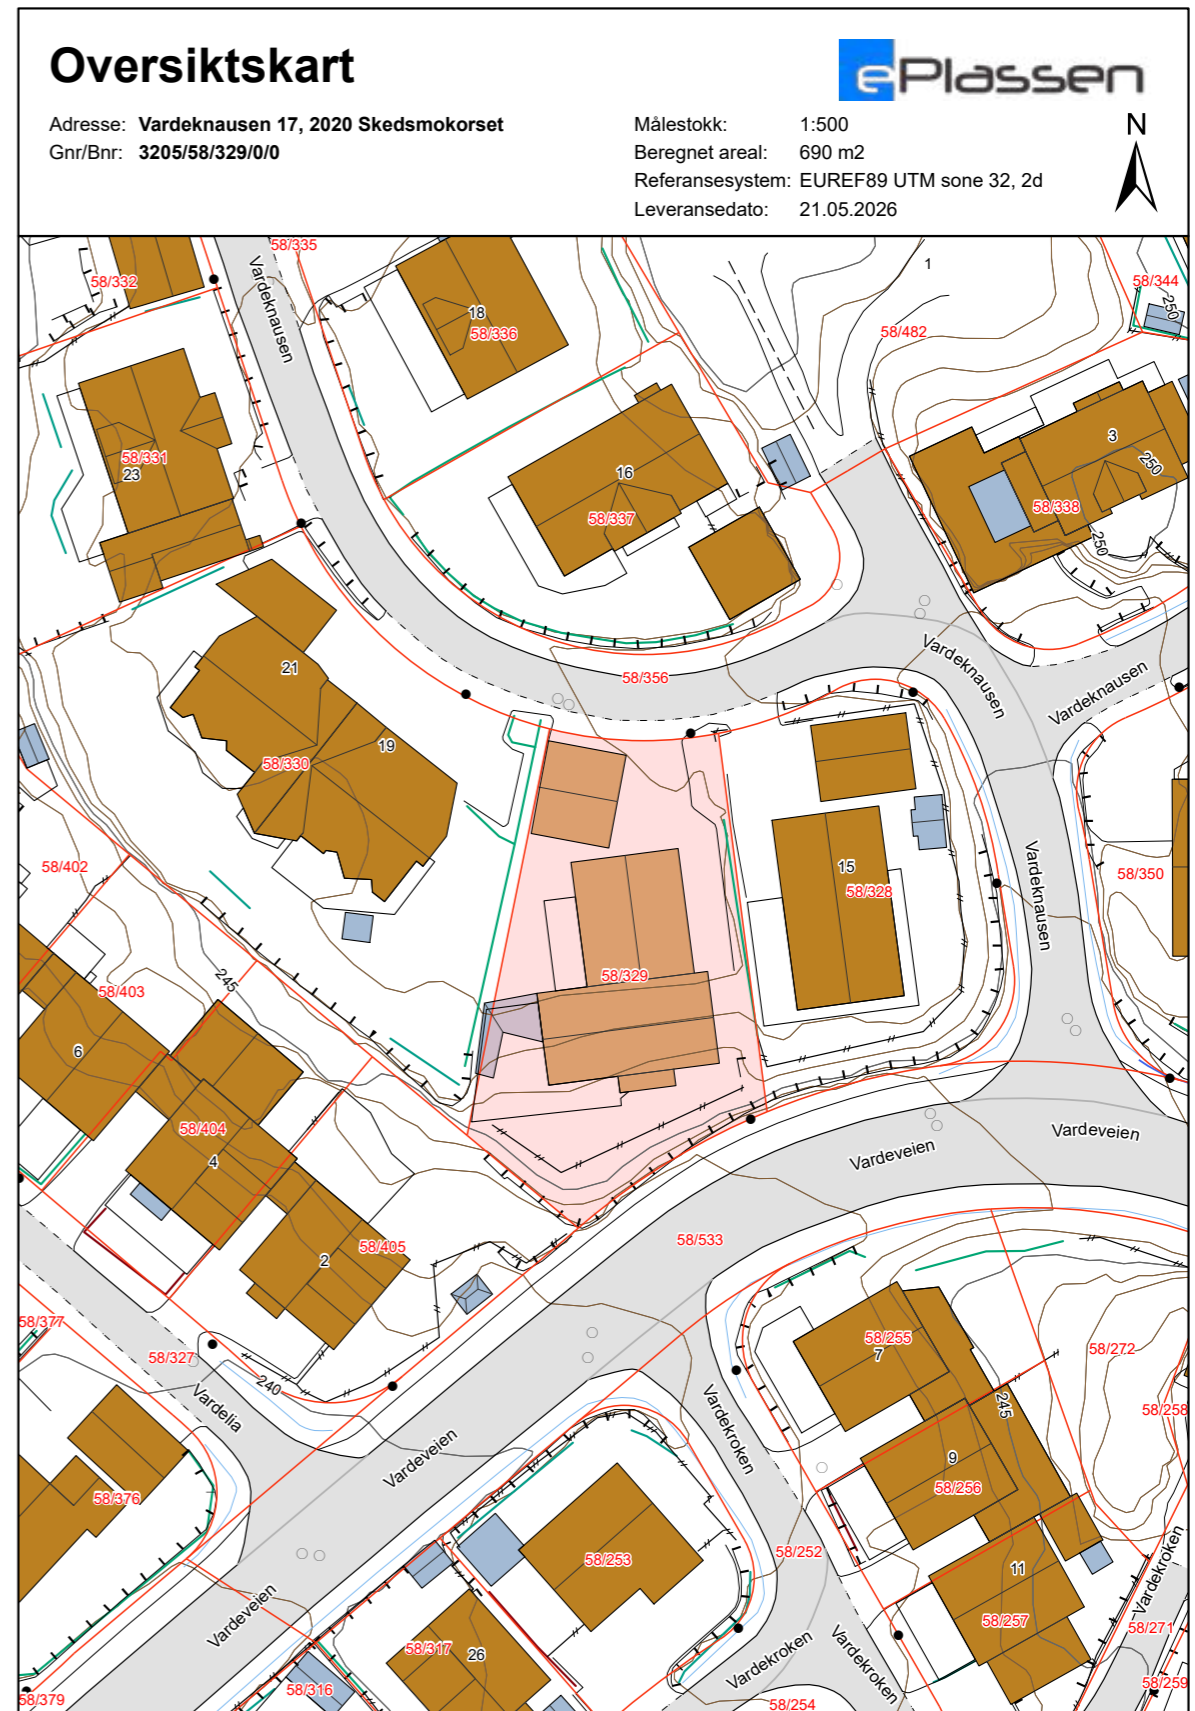 Oversiktskart
ePlassen
Adresse: Vardeknausen 17, 2020 Skedsmokorset
Gnr/Bnr: 3205/58/329/0/0
Målestokk: 1:500
Beregnet areal: 690 m2
Referansesystem: EUREF89 UTM sone 32, 2d
Leveransedato: 21.05.2026
N
58/335
58/332
Vardeknausen
18
58/336
1
58/482
58/344
250
58/331
23
16
58/337
3
250
58/338
250
21
58/356
Vardeknausen
Vardeknausen
19
58/330
58/402
15
58/328
Vardeknausen
58/350
58/403
245
58/329
6
58/404
4
Vardeveien
Vardeveien
58/405
2
58/533
58/377
58/327
240
Vardelia
58/255
7
58/272
245
58/258
Vardekroken
Vardeveien
9
58/256
58/376
58/253
58/252
11
58/257
Vardekroken
58/271
Vardeveien
58/317
26
Vardekroken
Vardekroken
58/379
58/316
58/254
58/259